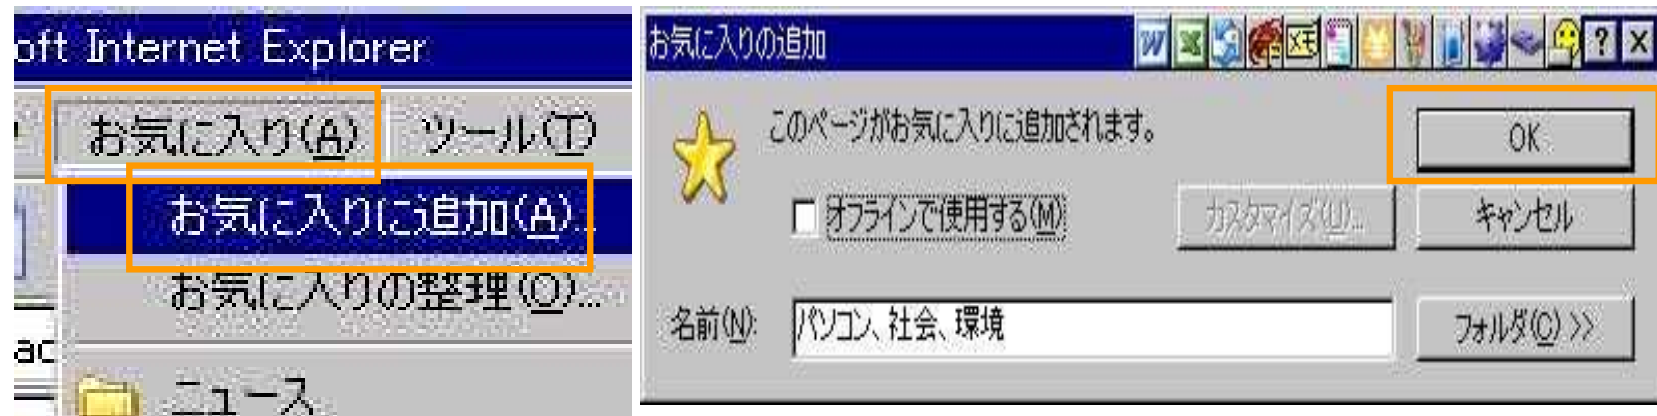 oft Internet Explorer
お気に入り(A) ツール(T)
お気に入りに追加(A)...
お気に入りの整理(O)...
ニュース
お気に入りの追加
このページがお気に入りに追加されます。
OK
オフラインで使用する(M)
カスタマイズ(U)...
キャンセル
名前(N):
パソコン、社会、環境
フォルダ(C) >>